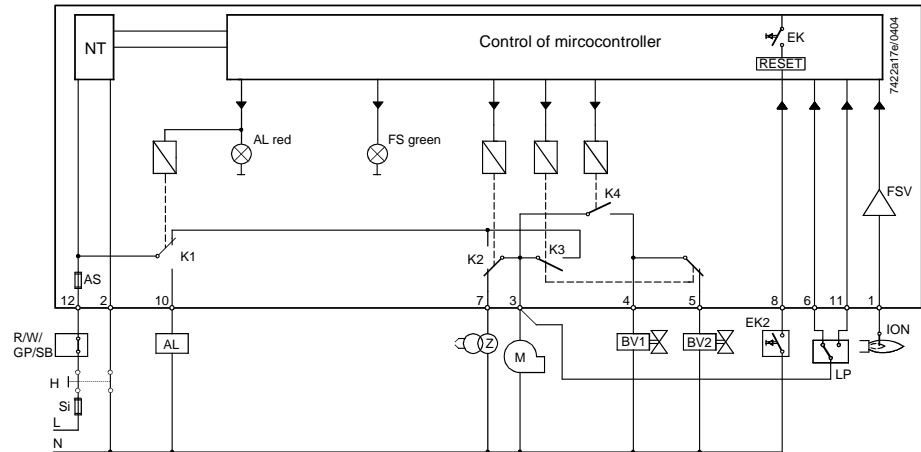 NT
Control of mircocontroller
EK
RESET
7422a17e/0404
AL red
FS green
FSV
K4
K1
K2
K3
AS
12
2
10
7
3
4
5
8
6
11
1
R/W/
GP/SB
AL
Z
M
BV1
BV2
EK2
ION
LP
H
Si
L
N